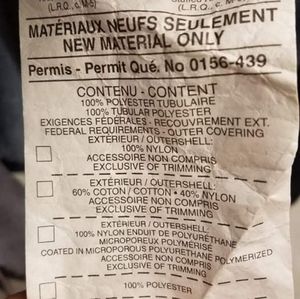 (L.R.Q., c. M-5)
(L.R.Q., c. M-5)
MATÉRIAUX NEUFS SEULEMENT
NEW MATERIAL ONLY
Permis - Permit Qué. No 0156-439
CONTENU - CONTENT
100% POLYESTER TUBULAIRE
100% TUBULAR POLYESTER
EXIGENCES FÉDÉRALES - RECOUVREMENT EXT.
FEDERAL REQUIREMENTS - OUTER COVERING
EXTÉRIEUR / OUTERSHELL:
100% NYLON
ACCESSOIRE NON COMPRIS
EXCLUSIVE OF TRIMMING
EXTÉRIEUR / OUTERSHELL:
60% COTON / COTTON • 40% NYLON
ACCESSOIRE NON COMPRIS
EXCLUSIVE OF TRIMMING
EXTÉRIEUR / OUTERSHELL:
100% NYLON ENDUIT DE POLYURÉTHANE
MICROPOREUX POLYMÉRISÉ
COATED IN MICROPOROUS POLYURETHANE POLYMERIZED
ACCESSOIRE NON COMPRIS
EXCLUSIVE OF TRIMMING
100% POLYESTER